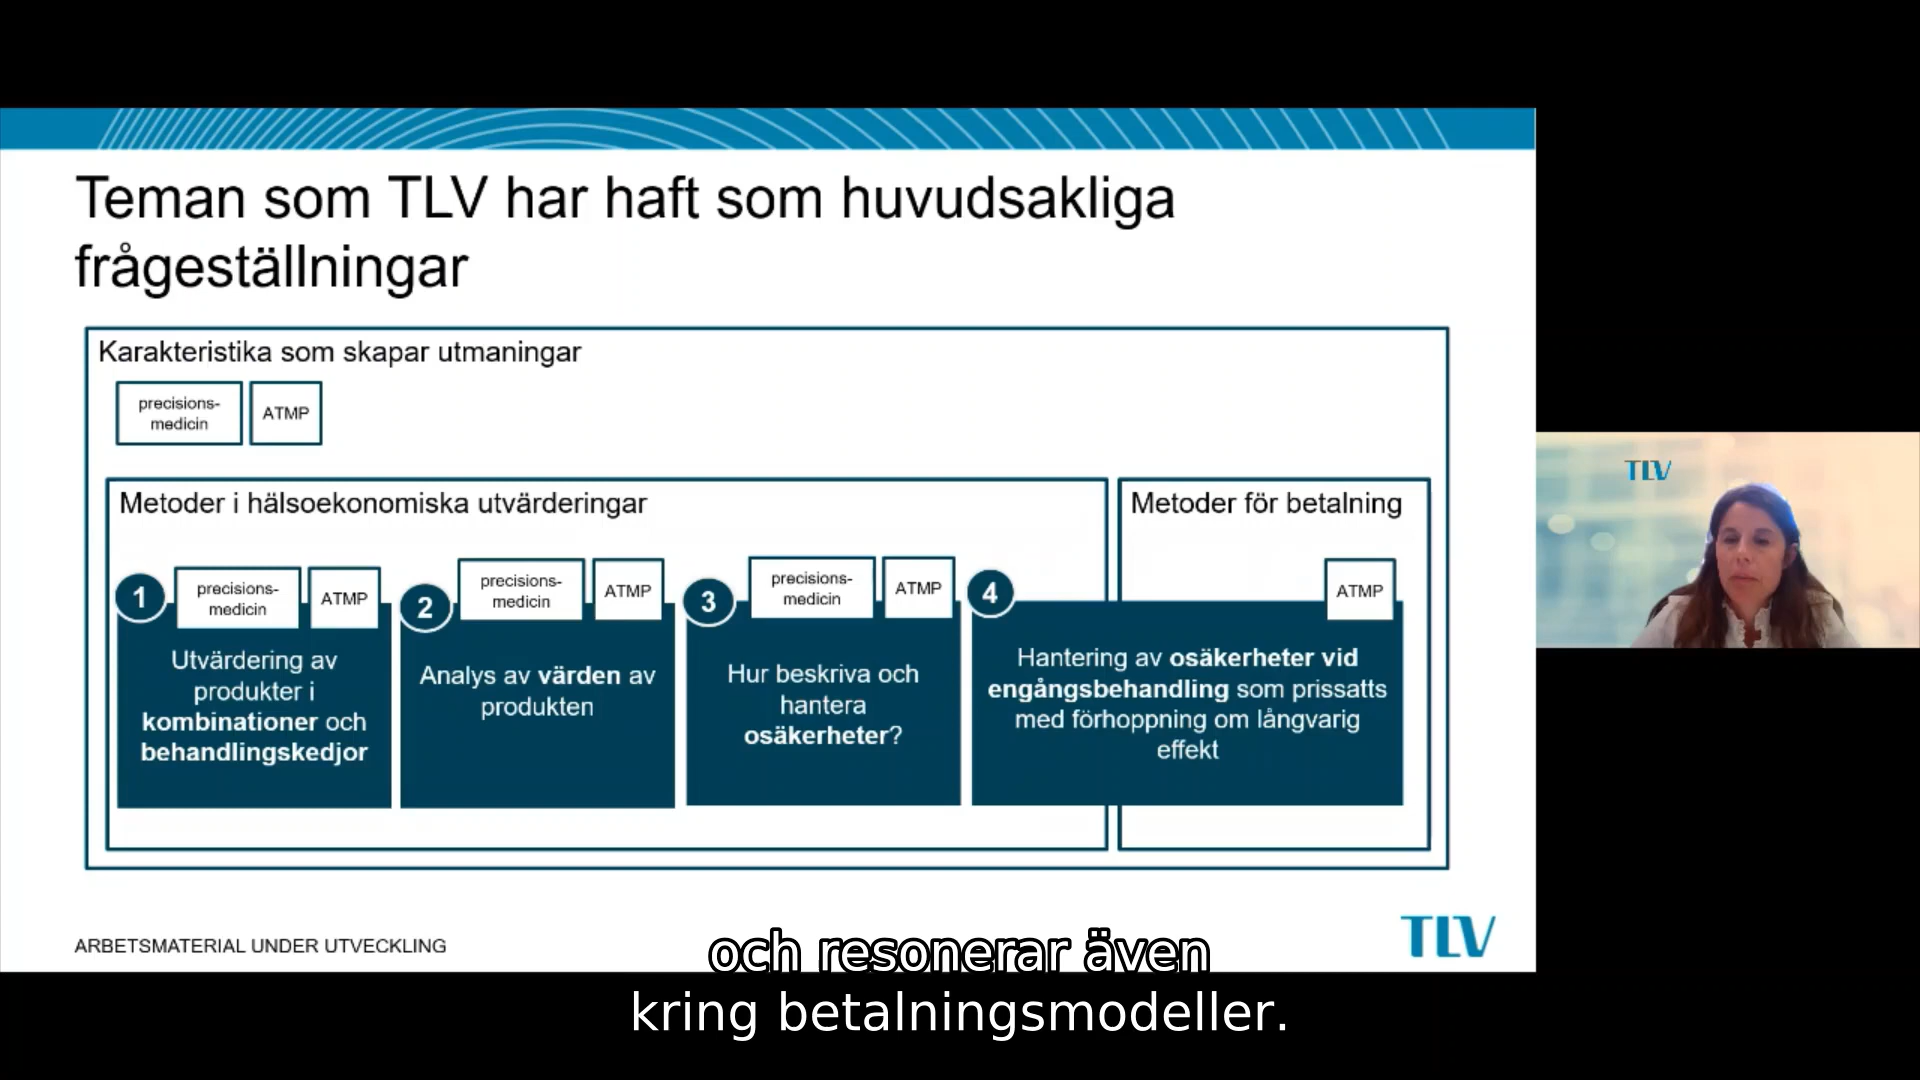 Teman som TLV har haft som huvudsakliga
frågeställningar
Karakteristika som skapar utmaningar
precisions-
medicin
ATMP
Metoder i hälsoekonomiska utvärderingar
Metoder för betalning
1
precisions-
medicin
ATMP
Utvärdering av
produkter i
kombinationer och
behandlingskedjor
2
precisions-
medicin
ATMP
Analys av värden av
produkten
3
precisions-
medicin
ATMP
Hur beskriva och
hantera
osäkerheter?
4
ATMP
Hantering av osäkerheter vid
engångsbehandling som prissatts
med förhoppning om långvarig
effekt
TLV
ARBETSMATERIAL UNDER UTVECKLING
TLV
och resonerar även
kring betalningsmodeller.